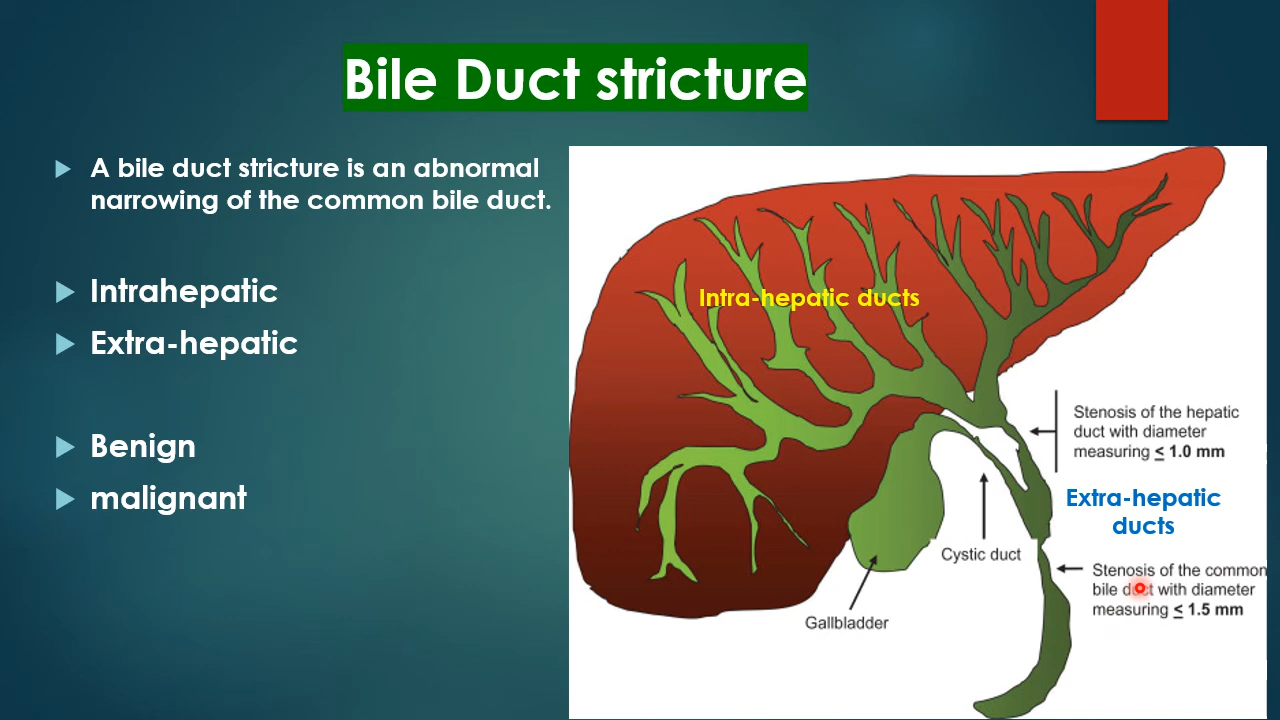 Bile Duct stricture
A bile duct stricture is an abnormal
narrowing of the common bile duct.
Intrahepatic
Extra-hepatic
Benign
malignant
Intra-hepatic ducts
Stenosis of the hepatic
duct with diameter
measuring ≤ 1.0 mm
Extra-hepatic
ducts
Cystic duct
Stenosis of the common
bile duct with diameter
measuring ≤ 1.5 mm
Gallbladder